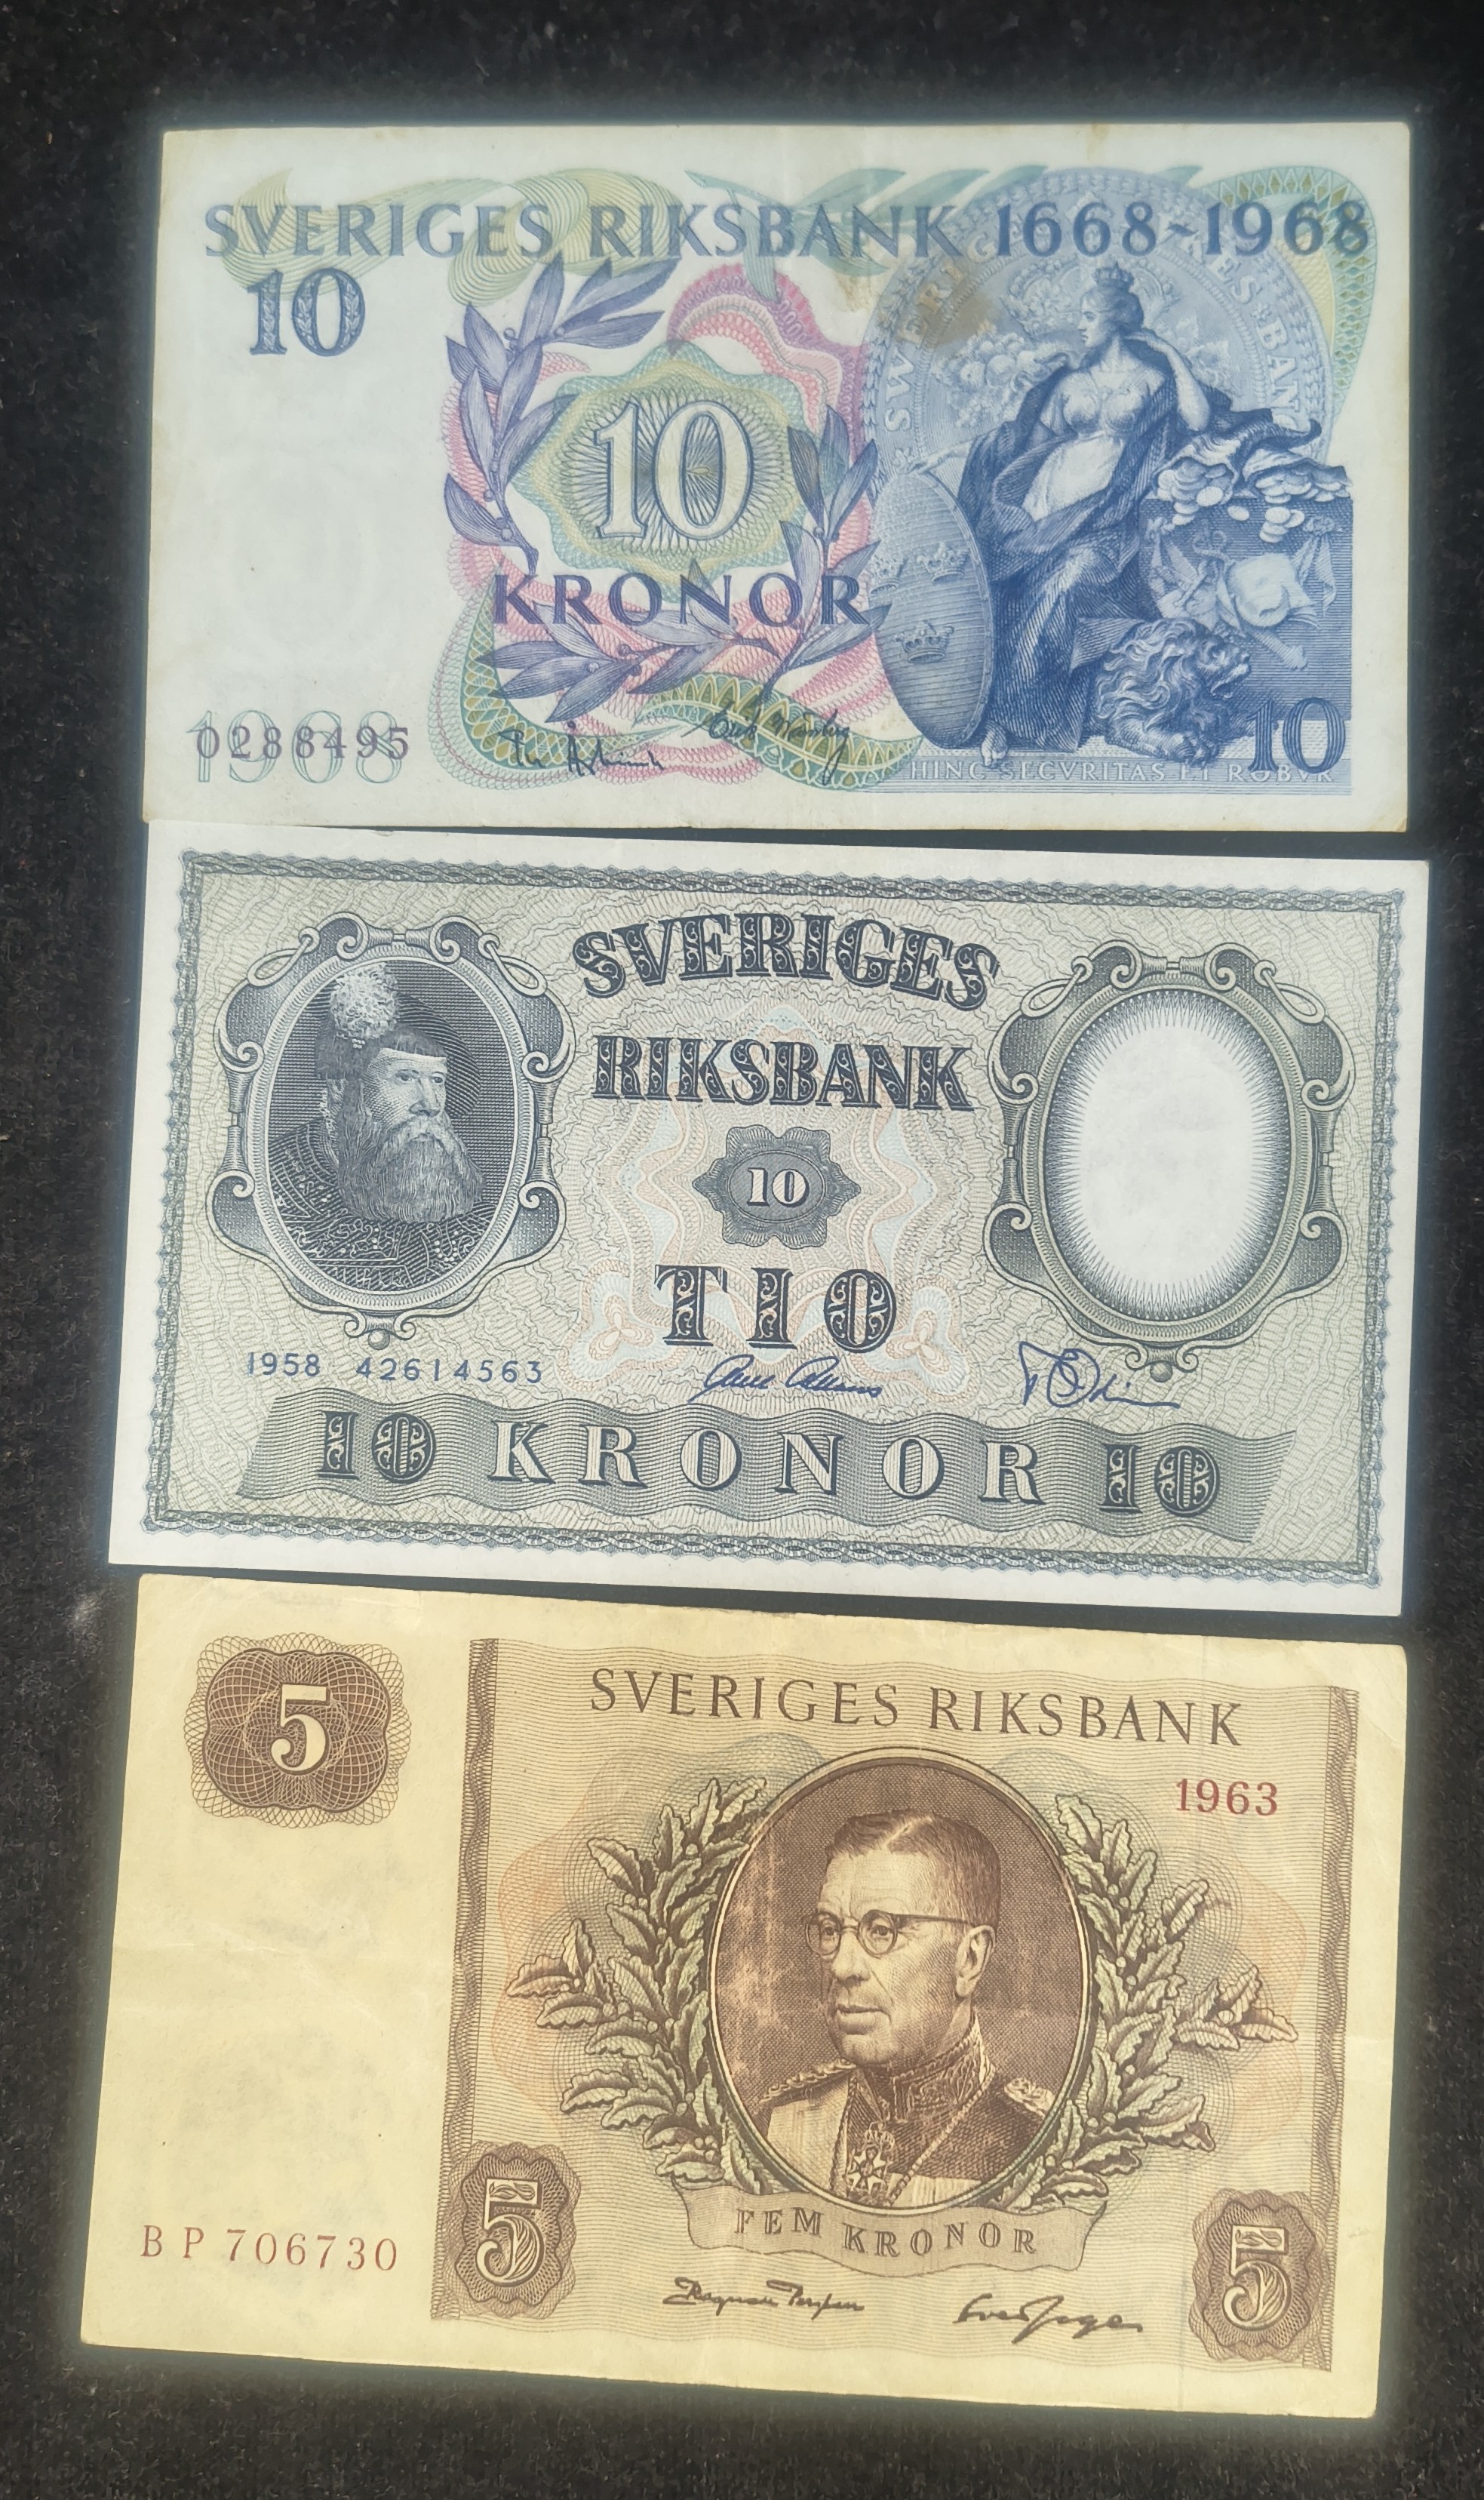 SVERIGES RIKSBANK 1668-1968
10
10
KRONOR
1968
0288495
10
HINC SECVRITAS ET ROBVR
SVERIGES
RIKSBANK
10
TIO
1958 42614563
10 KRONOR 10
5
SVERIGES RIKSBANK
1963
FEM KRONOR
BP 706730
5
5